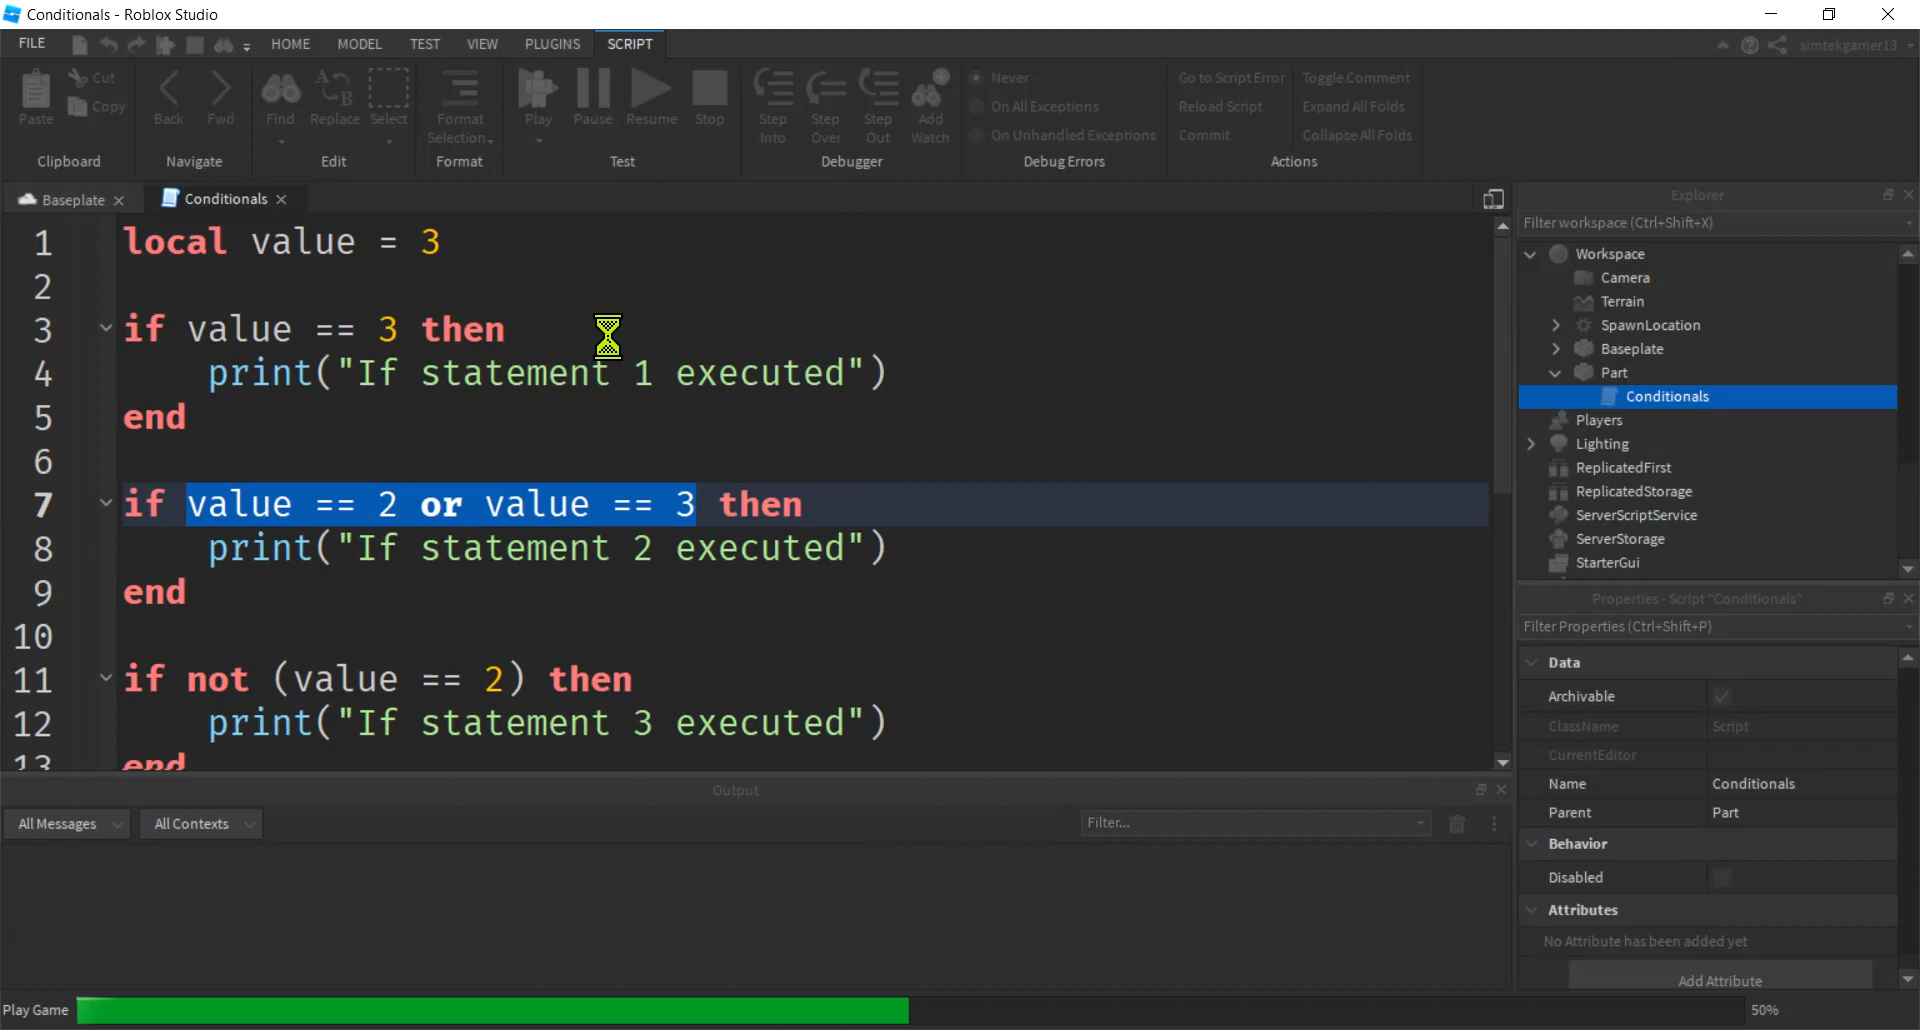 Conditionals - Roblox Studio
FILE HOME MODEL TEST VIEW PLUGINS SCRIPT simtekgamer13
Paste Cut Copy Clipboard
Back Fwd Navigate
Find Replace Select Edit
Format Selection Format
Play Pause Resume Stop Test
Step Into Step Over Step Out Add Watch Debugger
Never
On All Exceptions
On Unhandled Exceptions
Debug Errors
Go to Script Error Toggle Comment
Reload Script Expand All Folds
Commit Collapse All Folds
Actions
Baseplate Conditionals
1 local value = 3
2
3 if value == 3 then
4 print("If statement 1 executed")
5 end
6
7 if value == 2 or value == 3 then
8 print("If statement 2 executed")
9 end
10
11 if not (value == 2) then
12 print("If statement 3 executed")
13 end
Explorer
Filter workspace (Ctrl+Shift+X)
Workspace
Camera
Terrain
SpawnLocation
Baseplate
Part
Conditionals
Players
Lighting
ReplicatedFirst
ReplicatedStorage
ServerScriptService
ServerStorage
StarterGui
Properties - Script "Conditionals"
Filter Properties (Ctrl+Shift+P)
Data
Archivable
ClassName Script
CurrentEditor
Name Conditionals
Parent Part
Behavior
Disabled
Attributes
No Attribute has been added yet
Add Attribute
Output
All Messages All Contexts Filter...
Play Game 50%